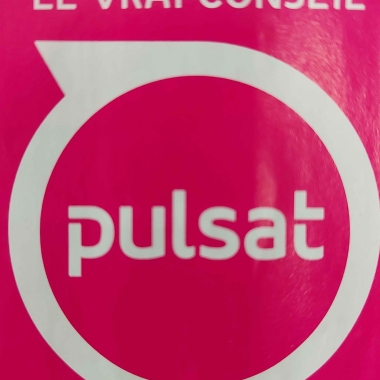 LE VRAI CONSEIL
pulsat